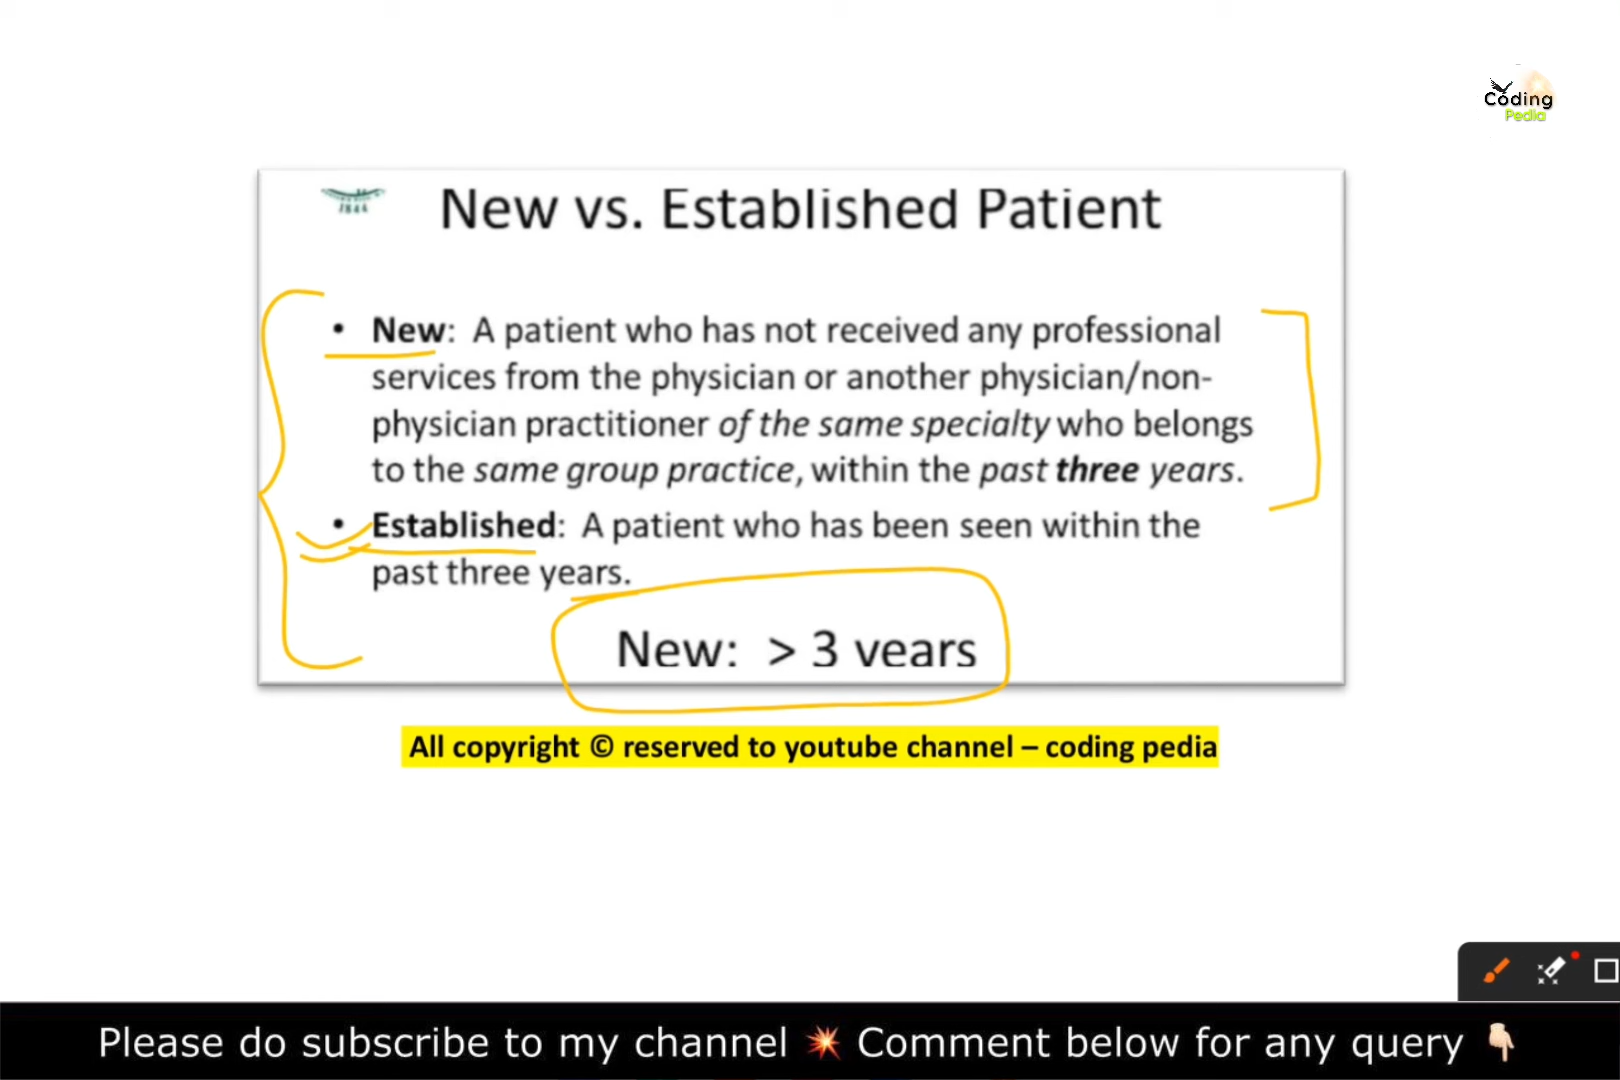 Coding
Pedia
1844
New vs. Established Patient
• New: A patient who has not received any professional
services from the physician or another physician/non-
physician practitioner of the same specialty who belongs
to the same group practice, within the past three years.
• Established: A patient who has been seen within the
past three years.
New: > 3 years
All copyright © reserved to youtube channel – coding pedia
Please do subscribe to my channel 💥 Comment below for any query 👇🏻